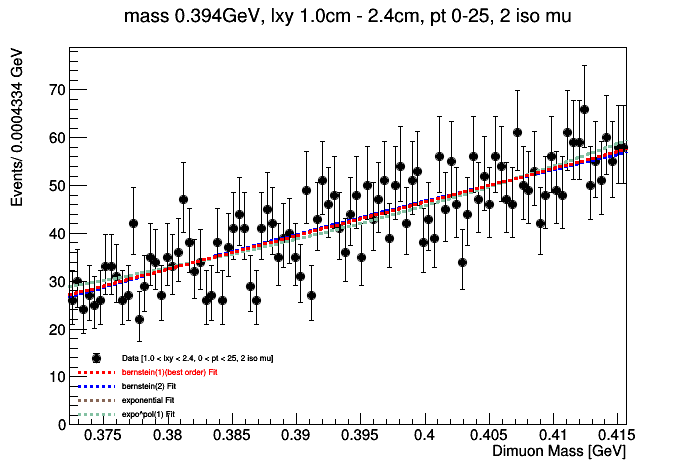 mass 0.394GeV, lxy 1.0cm - 2.4cm, pt 0-25, 2 iso mu
Events/ 0.0004334 GeV
70
60
50
40
30
20
10
0
Data [1.0 < lxy < 2.4, 0 < pt < 25, 2 iso mu]
bernstein(1)(best order) Fit
bernstein(2) Fit
exponential Fit
expo*pol(1) Fit
0.375 0.38 0.385 0.39 0.395 0.4 0.405 0.41 0.415
Dimuon Mass [GeV]